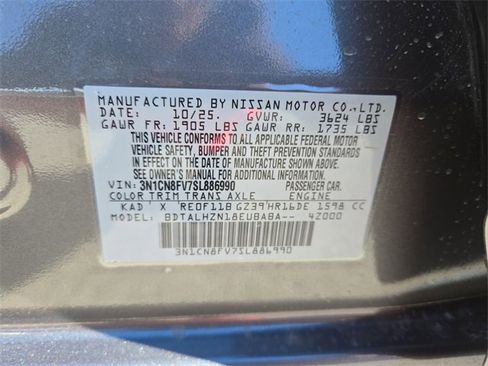 MANUFACTURED BY NISSAN MOTOR CO., LTD.
DATE: 10/25. GVWR: 3624 LBS
GAWR FR: 1905 LBS GAWR RR: 1735 LBS
THIS VEHICLE CONFORMS TO ALL APPLICABLE FEDERAL MOTOR
VEHICLE SAFETY, BUMPER AND THEFT PREVENTION STANDARDS
IN EFFECT ON THE DATE OF MANUFACTURE SHOWN ABOVE.
SEE OWNERS MANUAL FOR ADDITIONAL INFORMATION.
VIN: 3N1CN8FV7SL886990 PASSENGER CAR.
COLOR TRIM TRANS AXLE ENGINE
KAD X RE0F11B GZ39 HR16DE 1598 CC
MODEL: BDTALHZN18EUBABA-- 42000
3N1CN8FV7SL886990